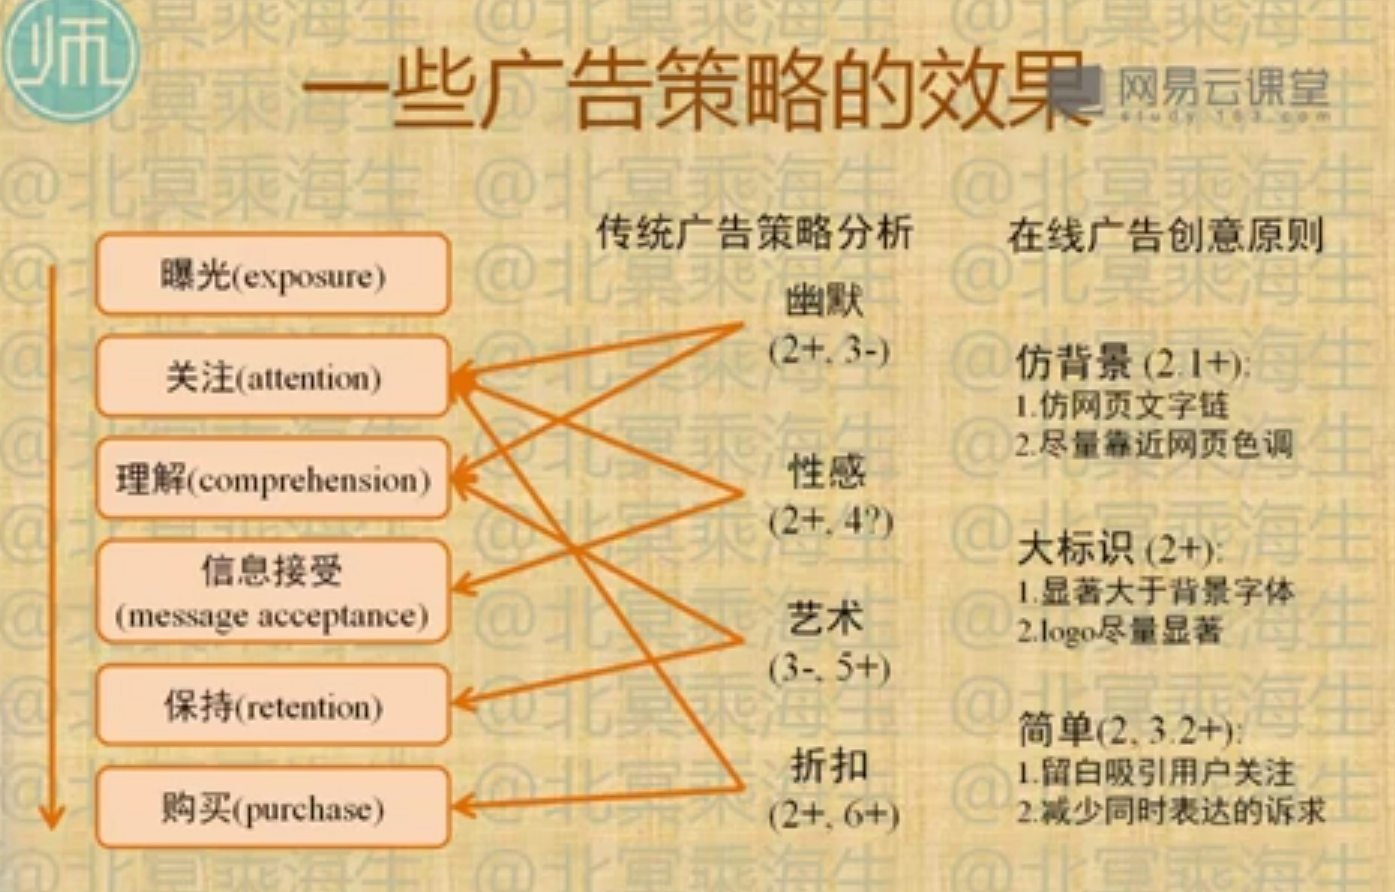 师
一些广告策略的效果
网易云课堂
study.163.com
曝光(exposure)
关注(attention)
理解(comprehension)
信息接受
(message acceptance)
保持(retention)
购买(purchase)
传统广告策略分析
幽默
(2+, 3-)
性感
(2+, 4?)
艺术
(3-, 5+)
折扣
(2+, 6+)
在线广告创意原则
仿背景 (2.1+):
1.仿网页文字链
2.尽量靠近网页色调
大标识 (2+):
1.显著大于背景字体
2.logo尽量显著
简单(2, 3.2+):
1.留白吸引用户关注
2.减少同时表达的诉求
@北冥乘海生